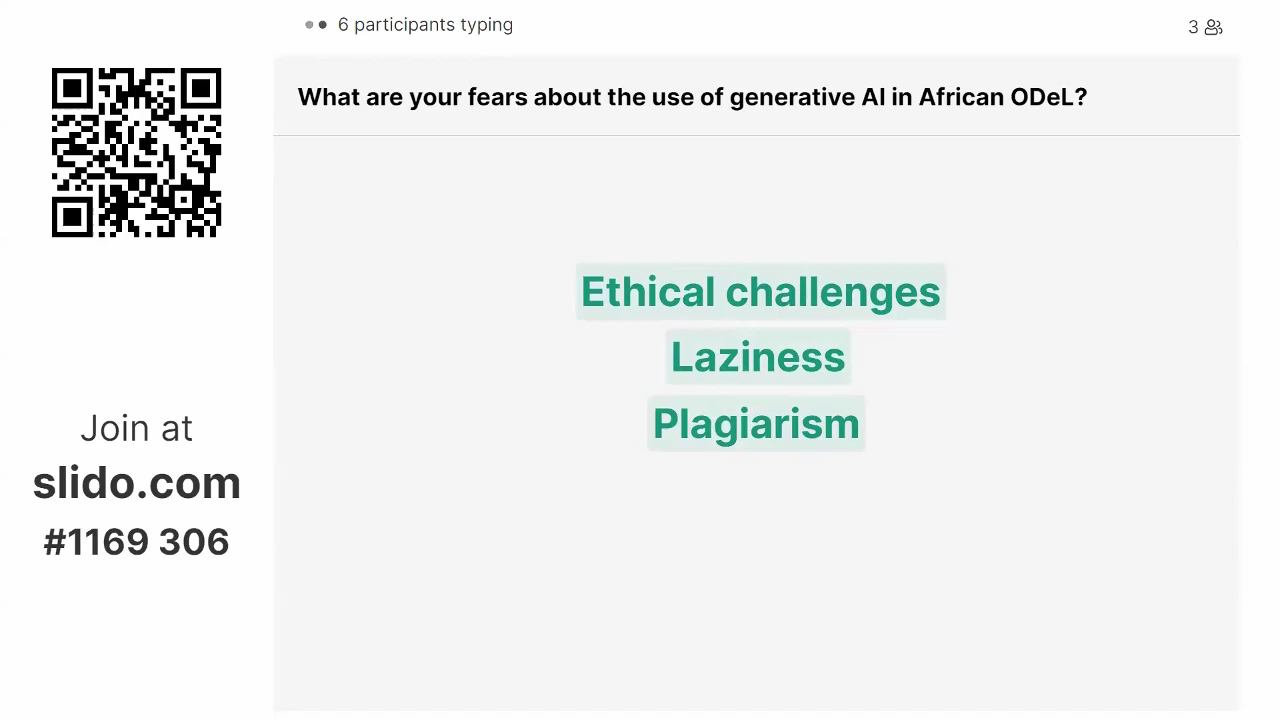 6 participants typing
3
What are your fears about the use of generative AI in African ODeL?
Ethical challenges
Laziness
Plagiarism
Join at
slido.com
#1169 306